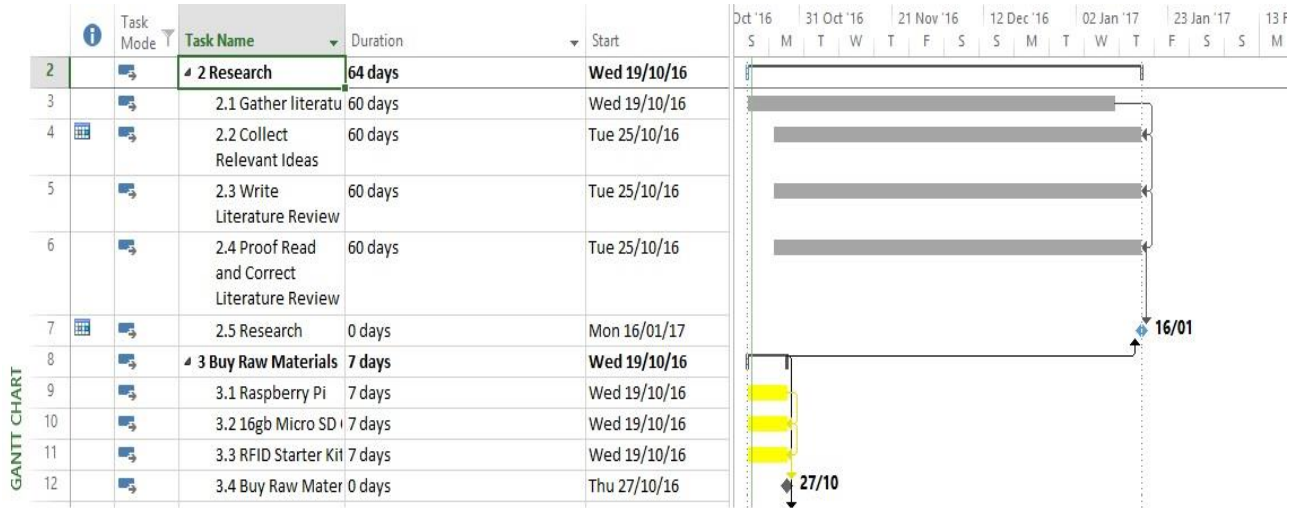 Oct '16 31 Oct '16 21 Nov '16 12 Dec '16 02 Jan '17 23 Jan '17 13 F
Task Mode Task Name Duration Start S M T W T F S S M T W T F S S M
2 2 Research 64 days Wed 19/10/16
3 2.1 Gather literatu 60 days Wed 19/10/16
4 2.2 Collect Relevant Ideas 60 days Tue 25/10/16
5 2.3 Write Literature Review 60 days Tue 25/10/16
6 2.4 Proof Read and Correct Literature Review 60 days Tue 25/10/16
7 2.5 Research 0 days Mon 16/01/17 16/01
8 3 Buy Raw Materials 7 days Wed 19/10/16
9 3.1 Raspberry Pi 7 days Wed 19/10/16
10 3.2 16gb Micro SD 7 days Wed 19/10/16
11 3.3 RFID Starter Kit 7 days Wed 19/10/16
12 3.4 Buy Raw Mater 0 days Thu 27/10/16 27/10
GANTT CHART